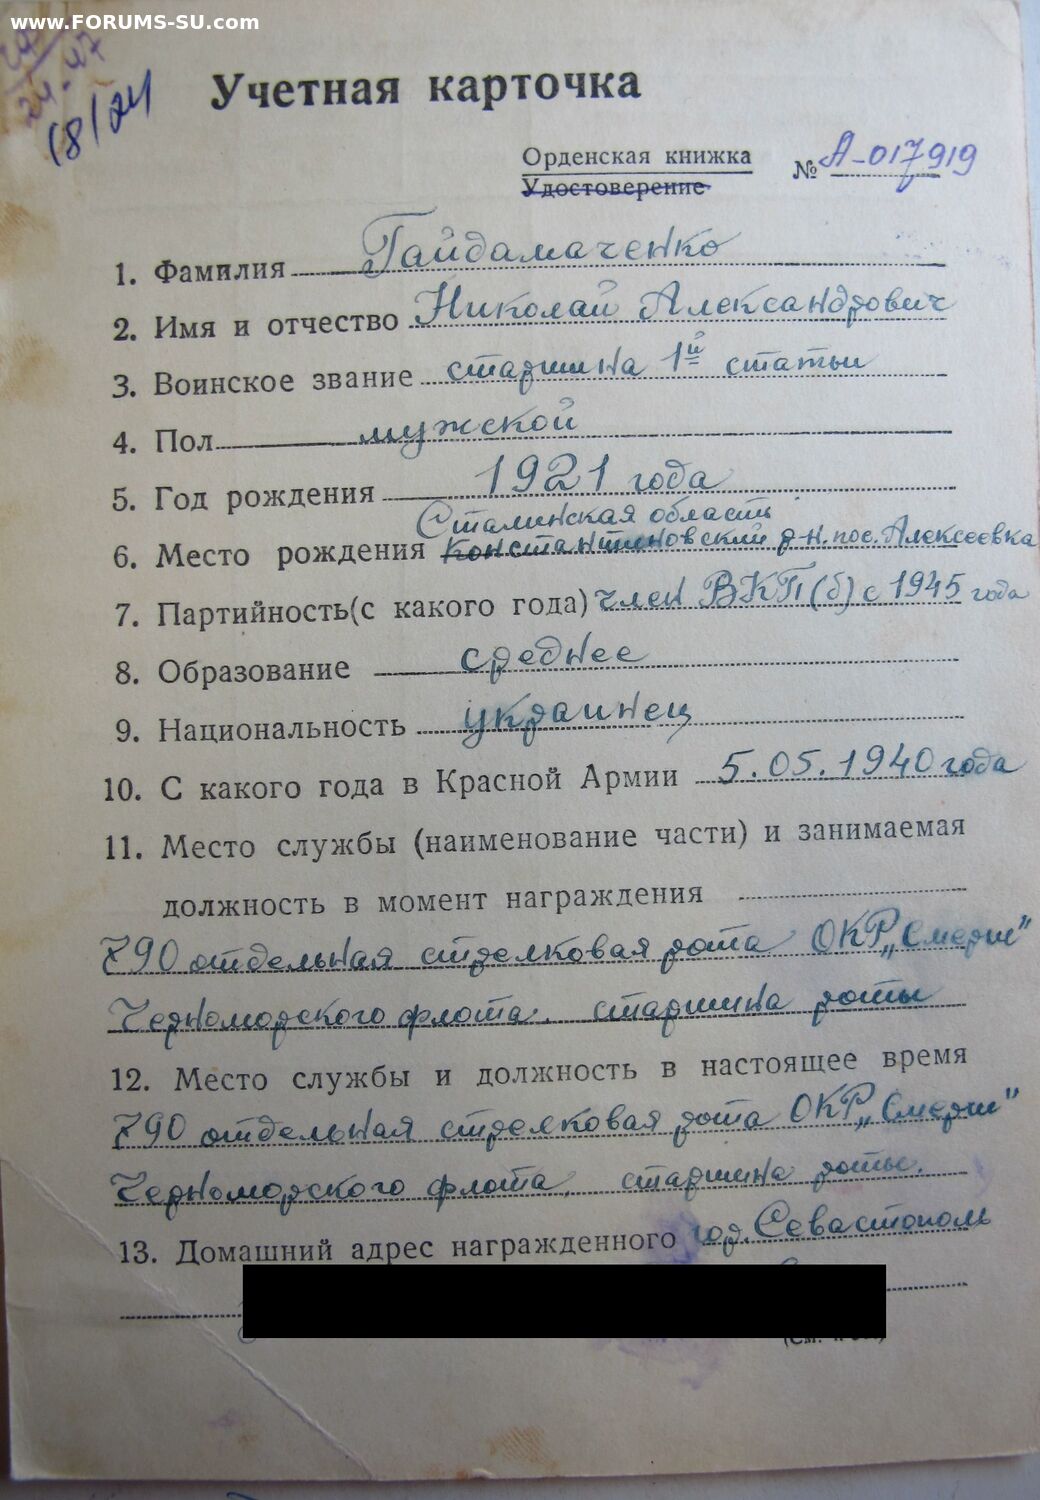 www.FORUMS-SU.com
18/24
Учетная карточка
Орденская книжка
Удостоверение
№ А-017919
1. Фамилия Гайдамаченко
2. Имя и отчество Николай Александрович
3. Воинское звание старшина 1й статьи
4. Пол мужской
5. Год рождения 1921 года
Сталинская область
6. Место рождения Константиновский р-н. пос. Алексеевка
7. Партийность(с какого года) член ВКП(б) с 1945 года
8. Образование среднее
9. Национальность украинец
10. С какого года в Красной Армии 5.05.1940 года
11. Место службы (наименование части) и занимаемая
должность в момент награждения
790 отдельная стрелковая рота ОКР „Смерш"
Черноморского флота. старшина роты
12. Место службы и должность в настоящее время
790 отдельная стрелковая рота ОКР „Смерш"
Черноморского флота. старшина роты.
13. Домашний адрес награжденного гор. Севастополь